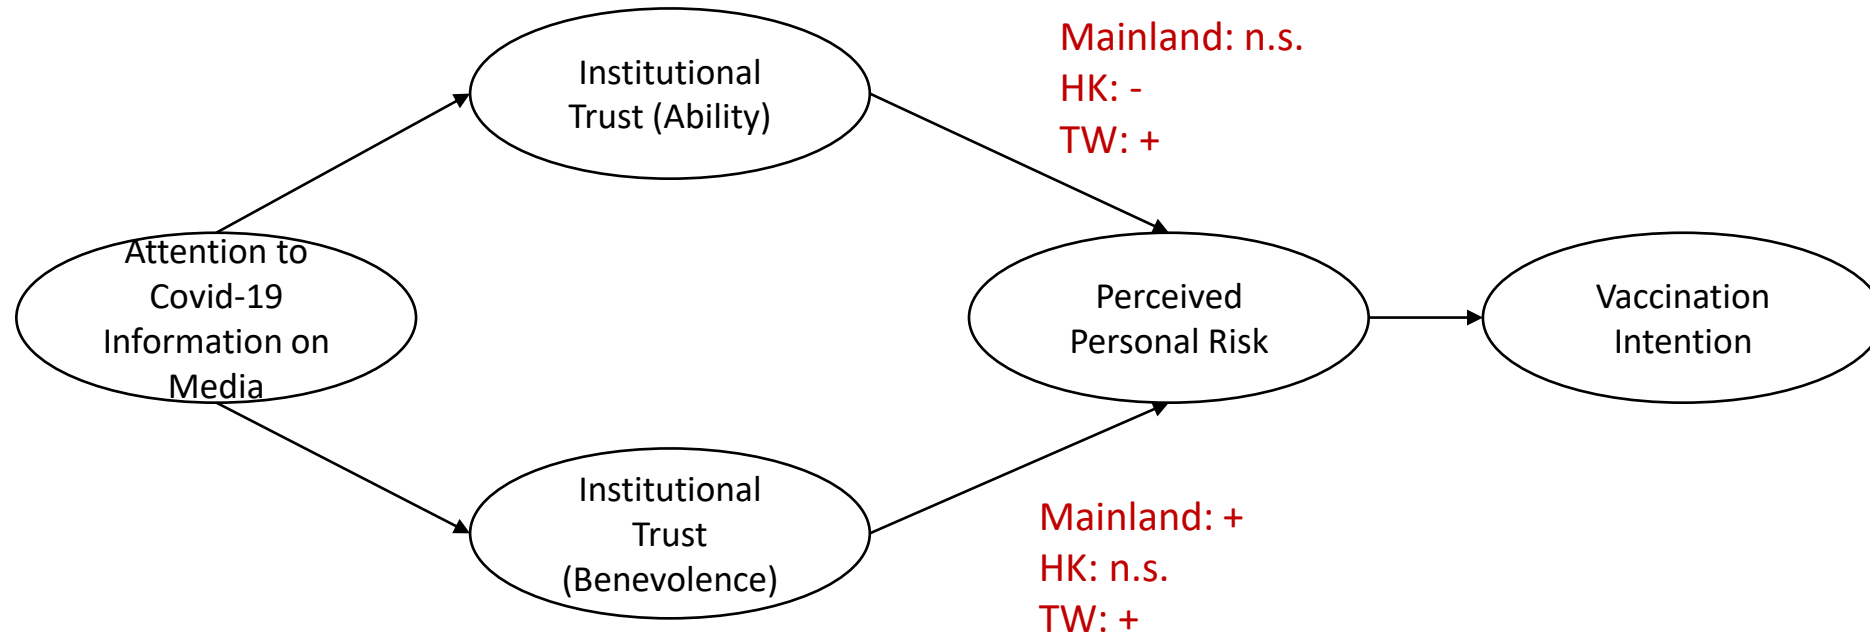 Institutional
Trust (Ability)
Mainland: n.s.
HK: -
TW: +
Attention to
Covid-19
Information on
Media
Perceived
Personal Risk
Vaccination
Intention
Institutional
Trust
(Benevolence)
Mainland: +
HK: n.s.
TW: +